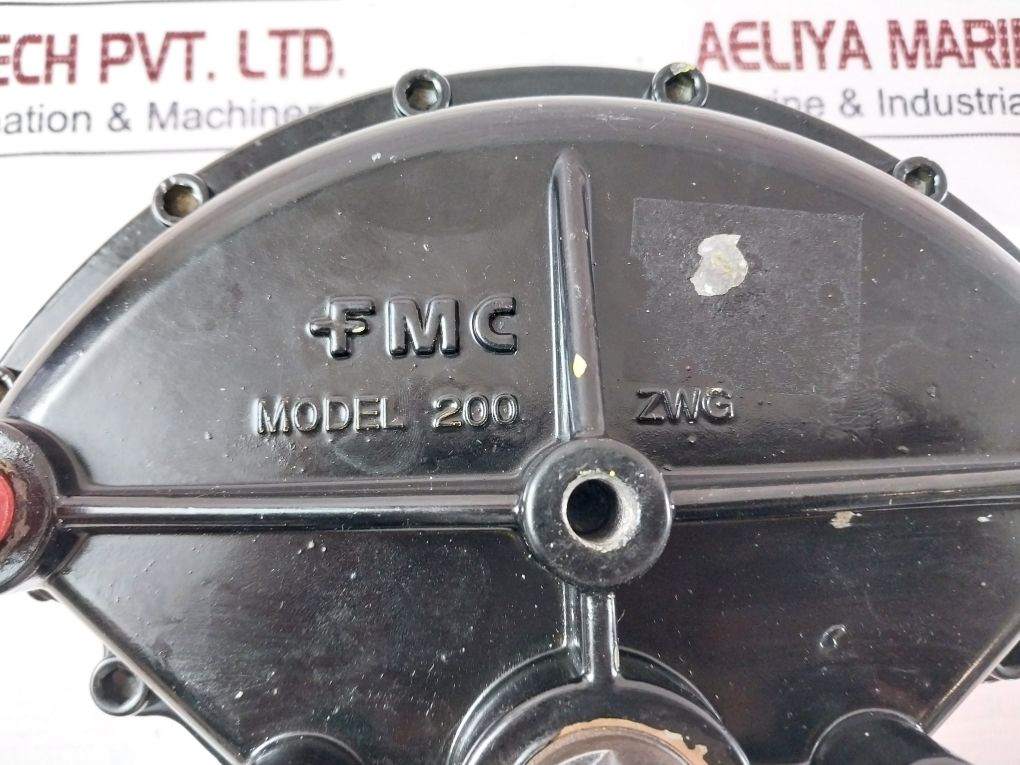 ECH PVT. LTD.
AELIYA MARI
ation & Machine
ine & Industria
FMC
MODEL 200 ZWG